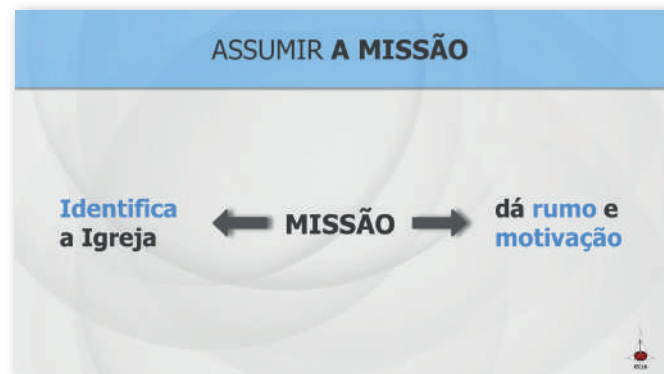 ASSUMIR A MISSÃO
Identifica
a Igreja
MISSÃO
dá rumo e
motivação